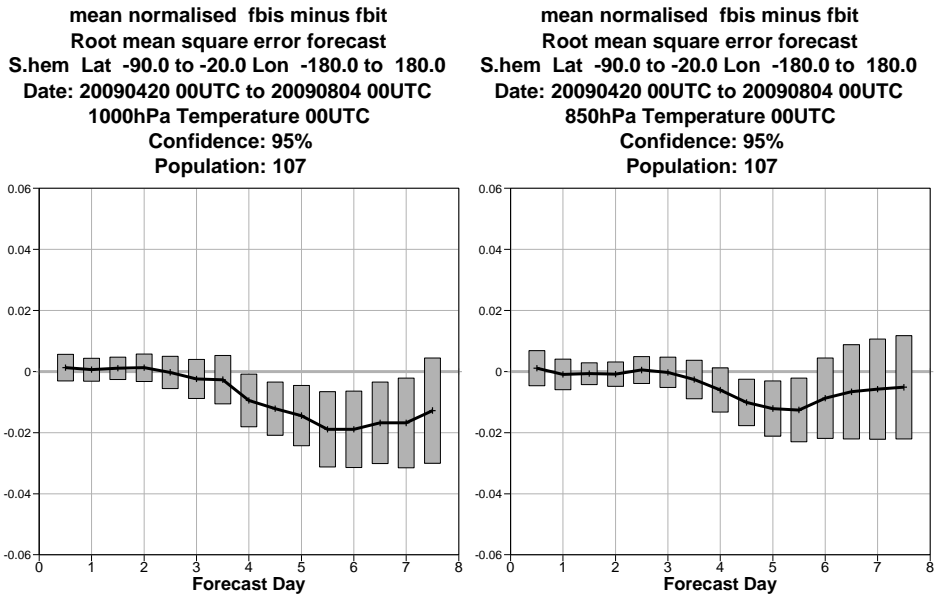 mean normalised fbis minus fbit
Root mean square error forecast
S.hem Lat -90.0 to -20.0 Lon -180.0 to 180.0
Date: 20090420 00UTC to 20090804 00UTC
1000hPa Temperature 00UTC
Confidence: 95%
Population: 107
0.06
0.04
0.02
0
-0.02
-0.04
-0.06
0 1 2 3 4 5 6 7 8
Forecast Day
mean normalised fbis minus fbit
Root mean square error forecast
S.hem Lat -90.0 to -20.0 Lon -180.0 to 180.0
Date: 20090420 00UTC to 20090804 00UTC
850hPa Temperature 00UTC
Confidence: 95%
Population: 107
0.06
0.04
0.02
0
-0.02
-0.04
-0.06
0 1 2 3 4 5 6 7 8
Forecast Day